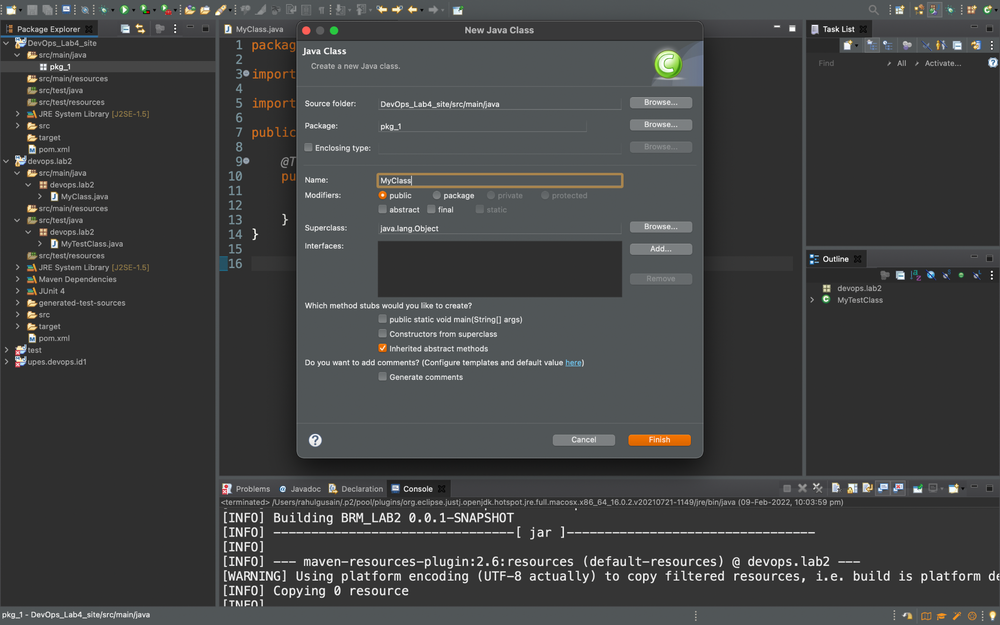 Package Explorer
DevOps_Lab4_site
src/main/java
pkg_1
src/main/resources
src/test/java
src/test/resources
JRE System Library [J2SE-1.5]
src
target
pom.xml
devops.lab2
src/main/java
devops.lab2
MyClass.java
src/main/resources
src/test/java
devops.lab2
MyTestClass.java
src/test/resources
JRE System Library [J2SE-1.5]
Maven Dependencies
JUnit 4
generated-test-sources
src
target
pom.xml
test
upes.devops.id1
MyClass.java
1 packag
2
3 import
4
5 import
6
7 public
8
9 @T
10 pu
11
12
13 }
14 }
15
16
New Java Class
Java Class
Create a new Java class.
Source folder: DevOps_Lab4_site/src/main/java Browse...
Package: pkg_1 Browse...
Enclosing type: Browse...
Name: MyClass
Modifiers: public package private protected
abstract final static
Superclass: java.lang.Object Browse...
Interfaces: Add...
Remove
Which method stubs would you like to create?
public static void main(String[] args)
Constructors from superclass
Inherited abstract methods
Do you want to add comments? (Configure templates and default value here)
Generate comments
? Cancel Finish
Task List
Find All Activate...
Outline
devops.lab2
MyTestClass
Problems @ Javadoc Declaration Console
<terminated> /Users/rahulgusain/.p2/pool/plugins/org.eclipse.justj.openjdk.hotspot.jre.full.macosx.x86_64_16.0.2.v20210721-1149/jre/bin/java (09-Feb-2022, 10:03:59 pm)
[INFO] Building BRM_LAB2 0.0.1-SNAPSHOT
[INFO] --------------------------------[ jar ]---------------------------------
[INFO]
[INFO] --- maven-resources-plugin:2.6:resources (default-resources) @ devops.lab2 ---
[WARNING] Using platform encoding (UTF-8 actually) to copy filtered resources, i.e. build is platform de
[INFO] Copying 0 resource
[INFO]
pkg_1 - DevOps_Lab4_site/src/main/java